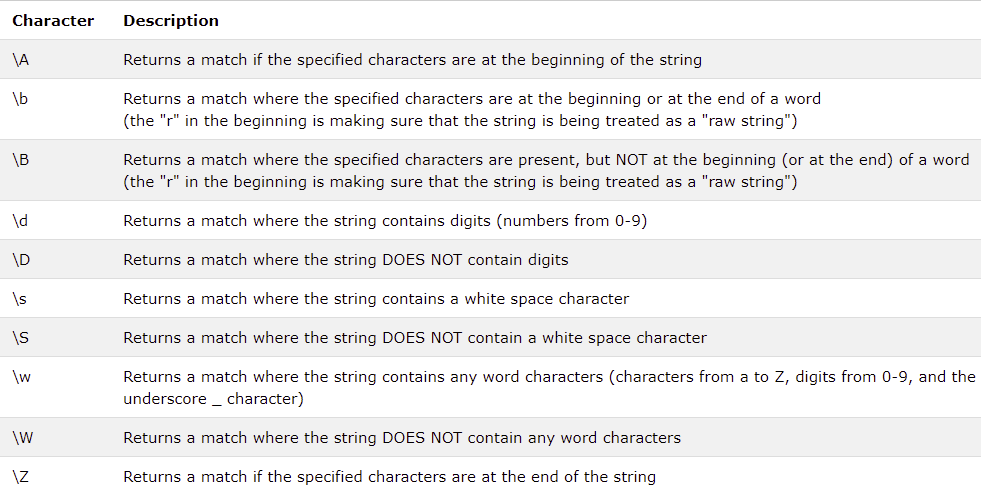 Character Description
\A Returns a match if the specified characters are at the beginning of the string
\b Returns a match where the specified characters are at the beginning or at the end of a word
(the "r" in the beginning is making sure that the string is being treated as a "raw string")
\B Returns a match where the specified characters are present, but NOT at the beginning (or at the end) of a word
(the "r" in the beginning is making sure that the string is being treated as a "raw string")
\d Returns a match where the string contains digits (numbers from 0-9)
\D Returns a match where the string DOES NOT contain digits
\s Returns a match where the string contains a white space character
\S Returns a match where the string DOES NOT contain a white space character
\w Returns a match where the string contains any word characters (characters from a to Z, digits from 0-9, and the
underscore _ character)
\W Returns a match where the string DOES NOT contain any word characters
\Z Returns a match if the specified characters are at the end of the string